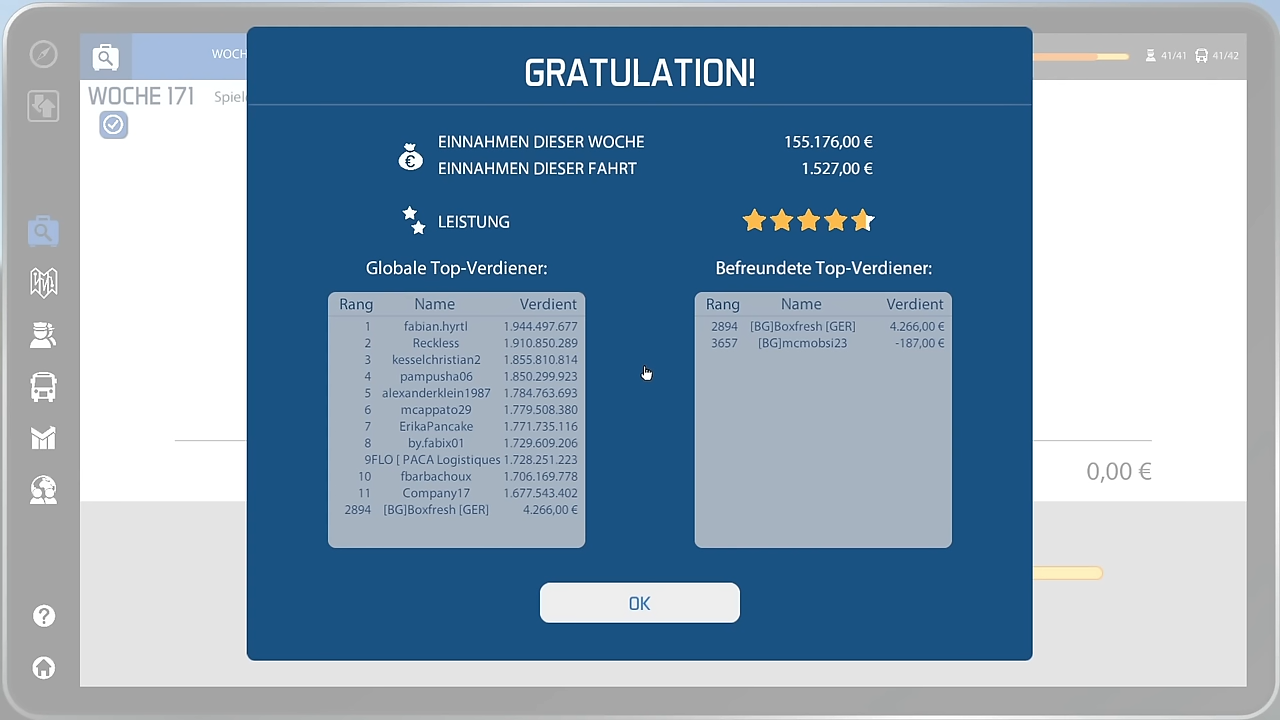 GRATULATION!
WOCH
41/41
41/42
WOCHE 171
Spiele
EINNAHMEN DIESER WOCHE 155.176,00 €
EINNAHMEN DIESER FAHRT 1.527,00 €
LEISTUNG
Globale Top-Verdiener:
Rang Name Verdient
1 fabian.hyrtl 1.944.497.677
2 Reckless 1.910.850.289
3 kesselchristian2 1.855.810.814
4 pampusha06 1.850.299.923
5 alexanderklein1987 1.784.763.693
6 mcappato29 1.779.508.380
7 ErikaPancake 1.771.735.116
8 by.fabix01 1.729.609.206
9FLO [ PACA Logistiques 1.728.251.223
10 fbarbachoux 1.706.169.778
11 Company17 1.677.543.402
2894 [BG]Boxfresh [GER] 4.266,00 €
Befreundete Top-Verdiener:
Rang Name Verdient
2894 [BG]Boxfresh [GER] 4.266,00 €
3657 [BG]mcmobsi23 -187,00 €
0,00 €
OK